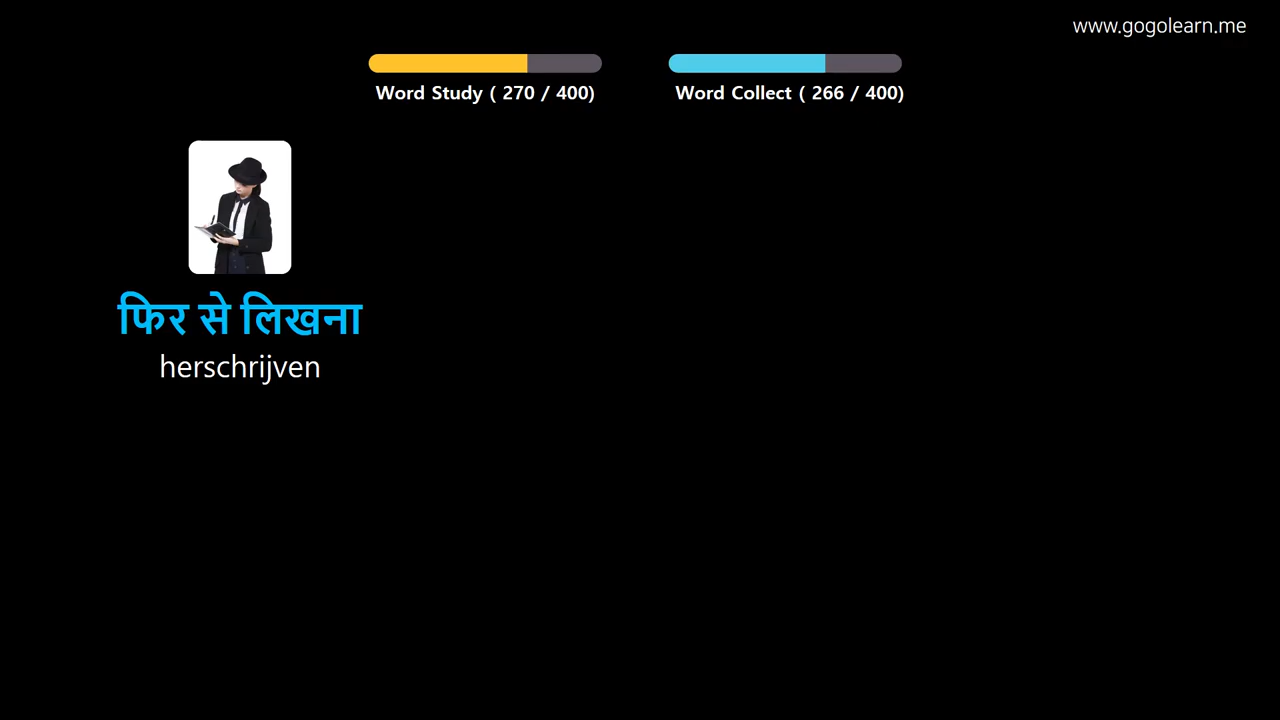 www.gogolearn.me
Word Study ( 270 / 400)
Word Collect ( 266 / 400)
फिर से लिखना
herschrijven